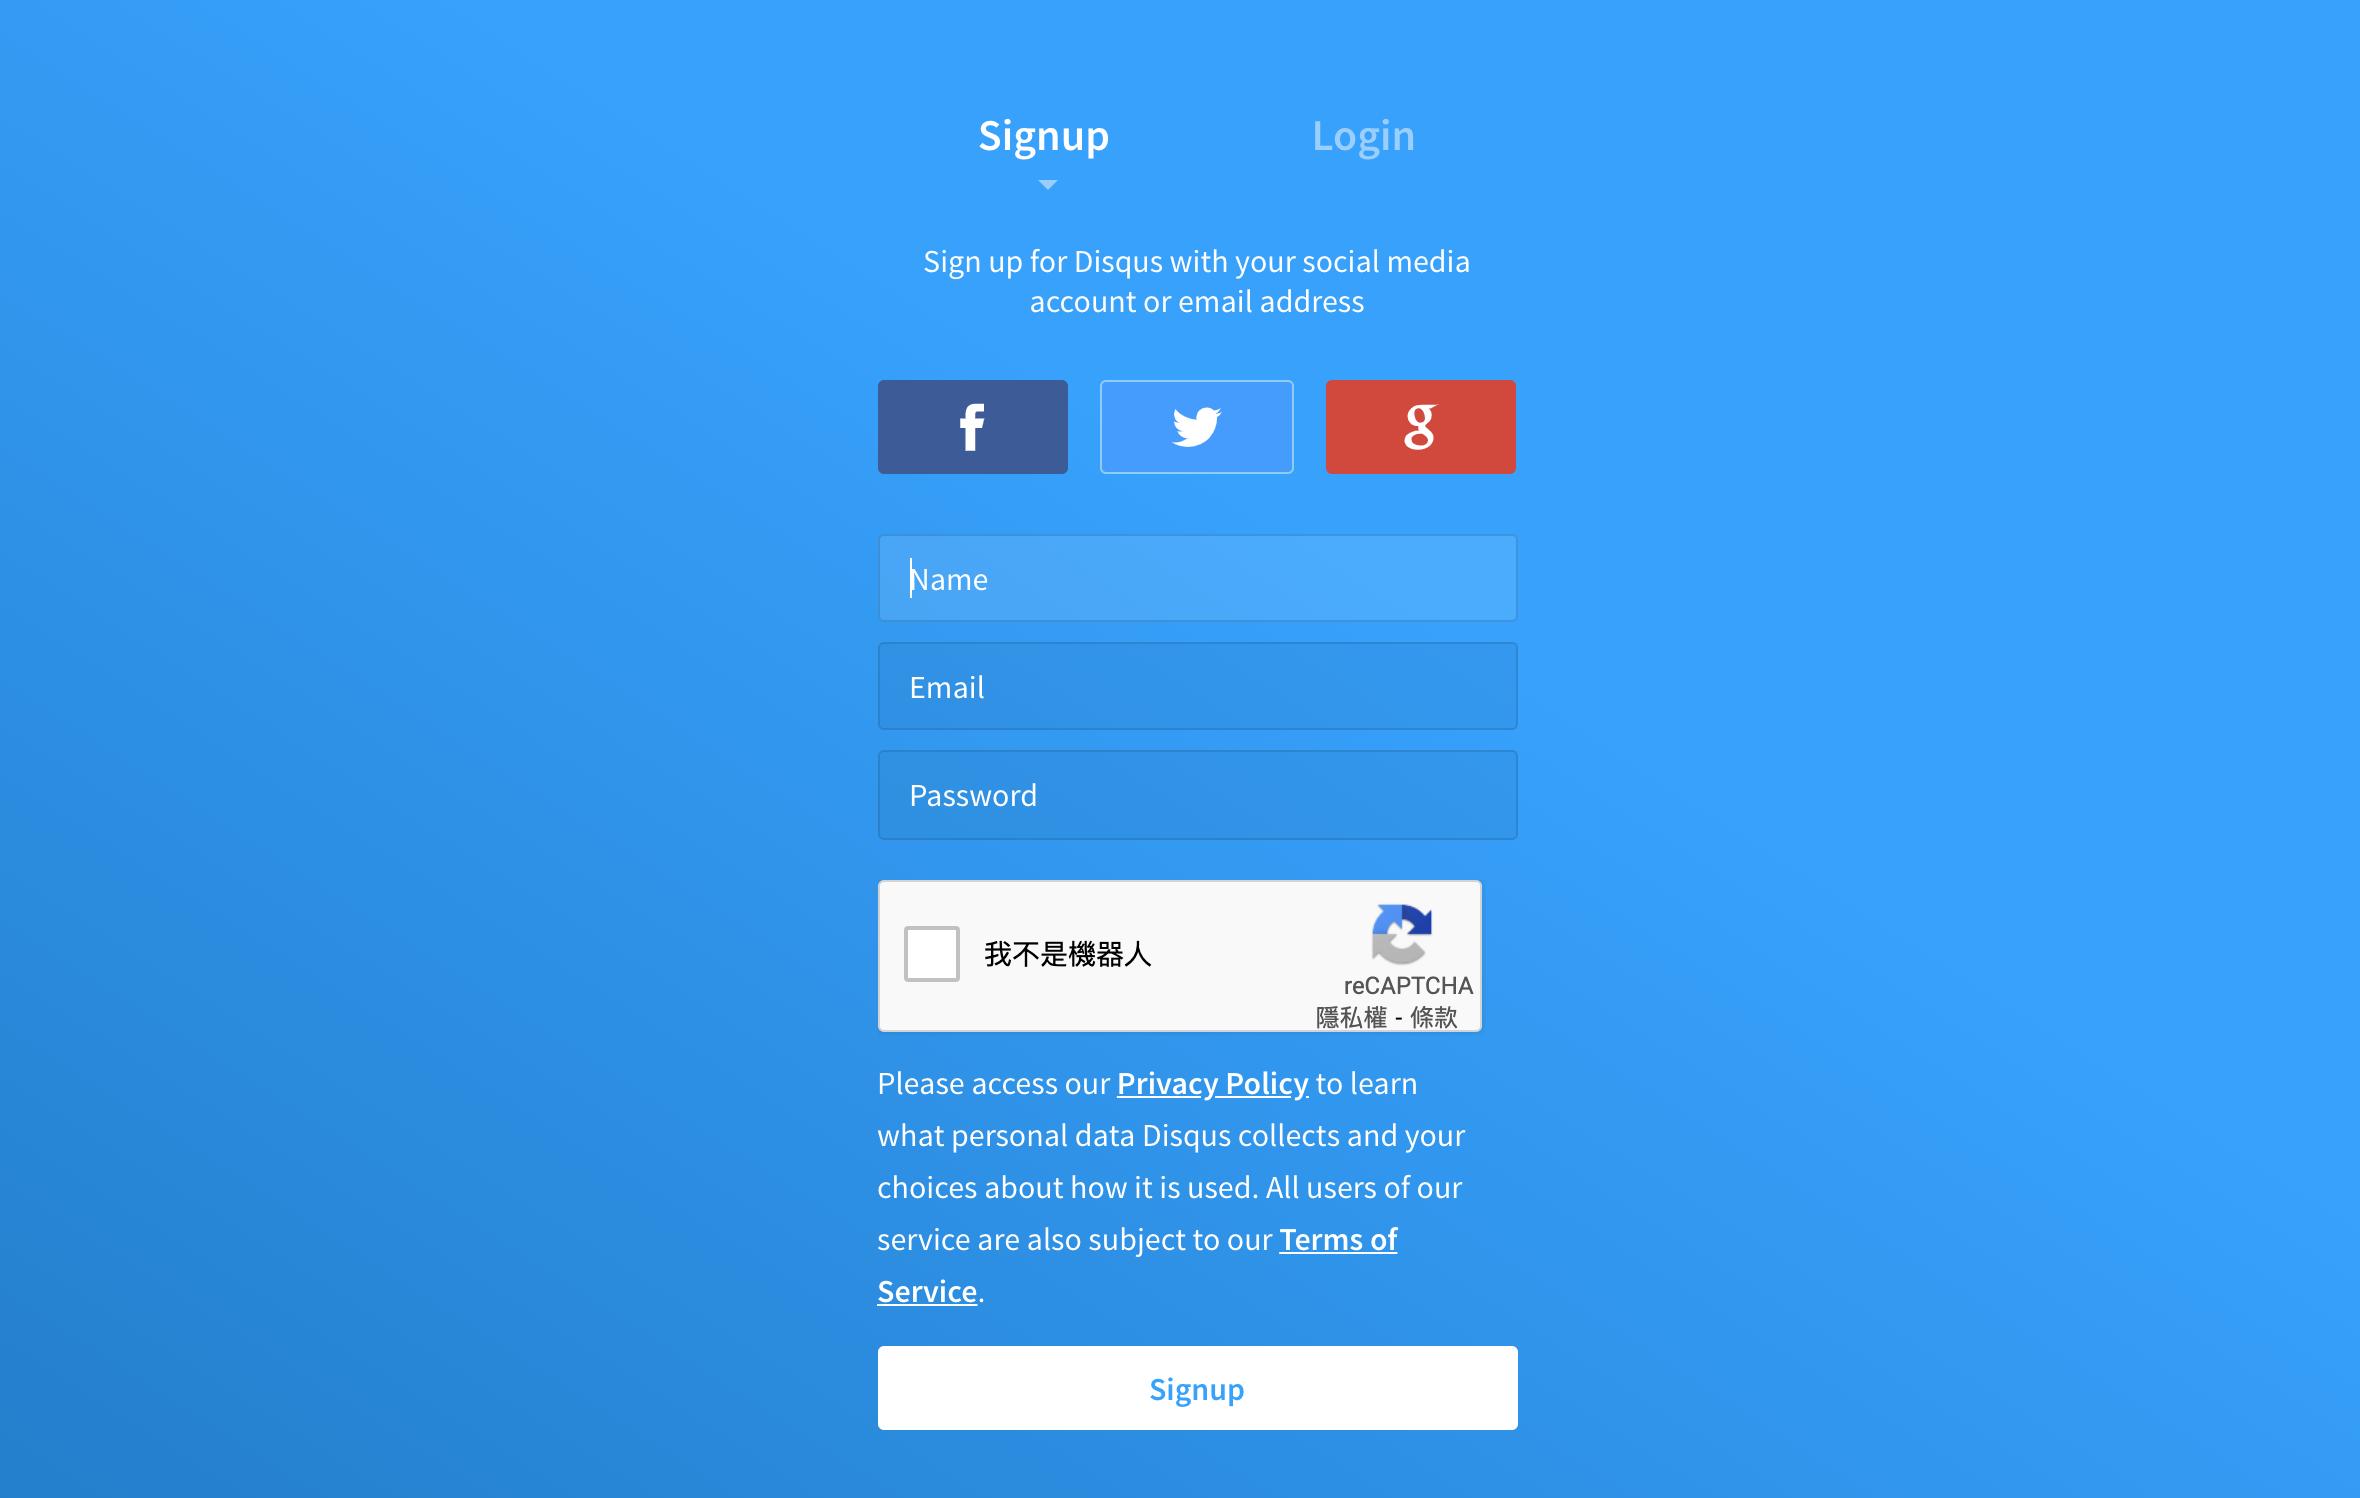 Signup
Login
Sign up for Disqus with your social media
account or email address
f
g
Name
Email
Password
我不是機器人
reCAPTCHA
隱私權 - 條款
Please access our Privacy Policy to learn
what personal data Disqus collects and your
choices about how it is used. All users of our
service are also subject to our Terms of
Service.
Signup